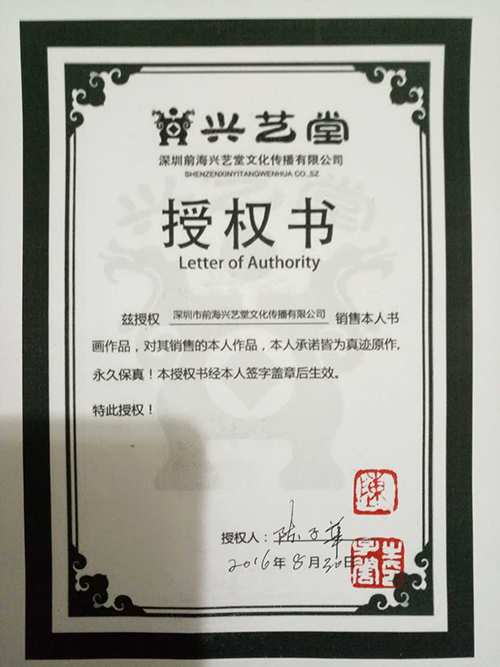 兴艺堂
深圳前海兴艺堂文化传播有限公司
SHENZENXINYITANGWENHUA CO.,SZ
授权书
Letter of Authority
兹授权 深圳市前海兴艺堂文化传播有限公司 销售本人书
画作品，对其销售的本人作品，本人承诺皆为真迹原作，
永久保真！本授权书经本人签字盖章后生效。
特此授权！
陳
授权人：陈子华
2016年8月30日